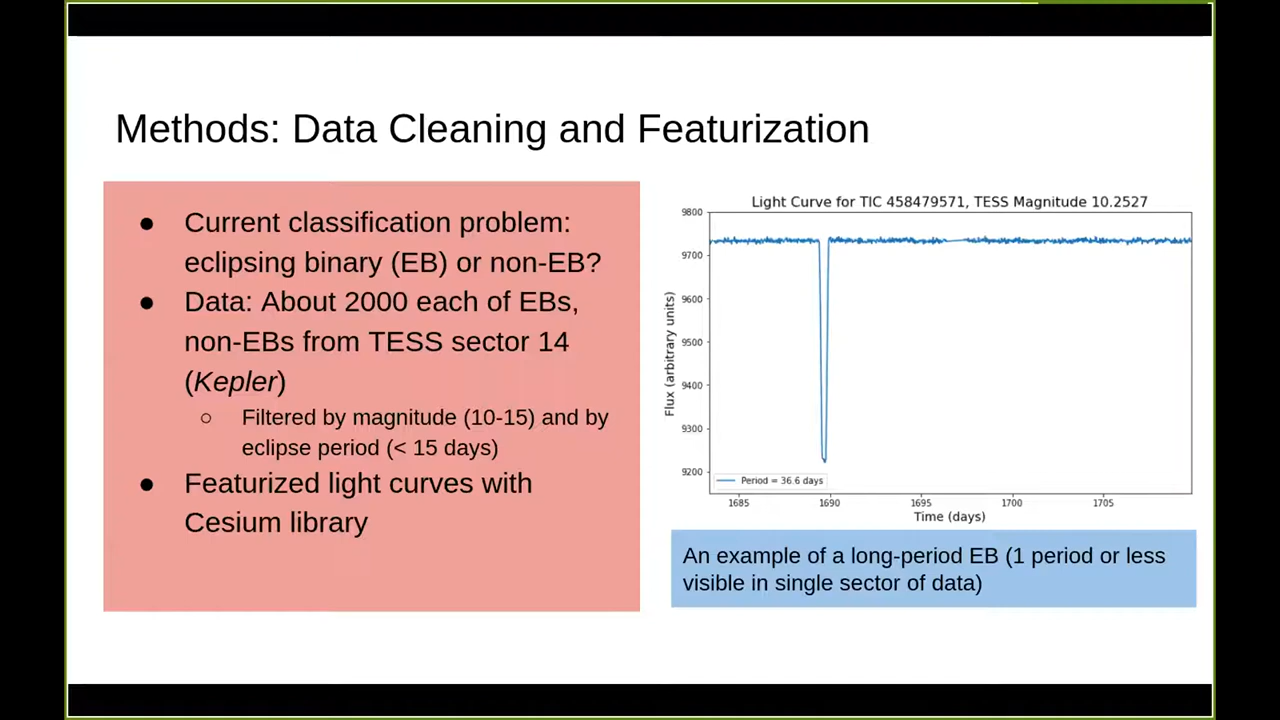 Methods: Data Cleaning and Featurization
● Current classification problem:
eclipsing binary (EB) or non-EB?
● Data: About 2000 each of EBs,
non-EBs from TESS sector 14
(Kepler)
○ Filtered by magnitude (10-15) and by
eclipse period (< 15 days)
● Featurized light curves with
Cesium library
Light Curve for TIC 458479571, TESS Magnitude 10.2527
Flux (arbitrary units)
9800
9700
9600
9500
9400
9300
9200
Period = 36.6 days
1685 1690 1695 1700 1705
Time (days)
An example of a long-period EB (1 period or less
visible in single sector of data)